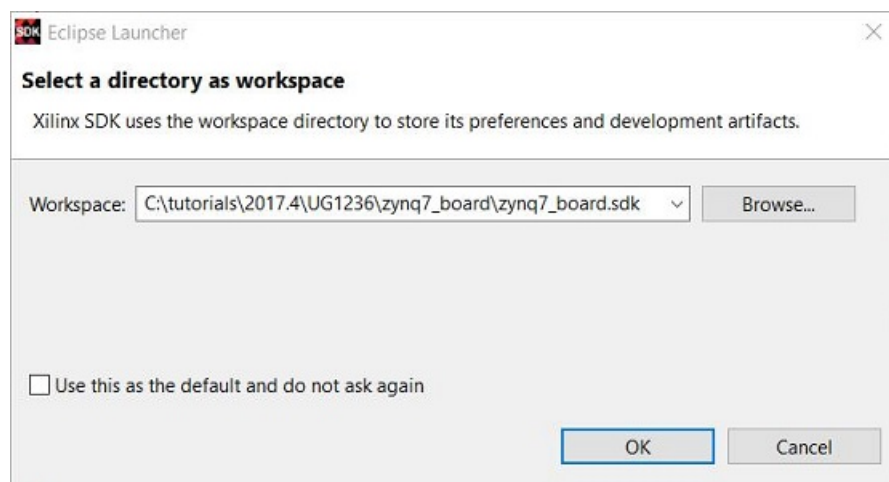 SDK Eclipse Launcher
Select a directory as workspace
Xilinx SDK uses the workspace directory to store its preferences and development artifacts.
Workspace: C:\tutorials\2017.4\UG1236\zynq7_board\zynq7_board.sdk Browse...
Use this as the default and do not ask again
OK Cancel